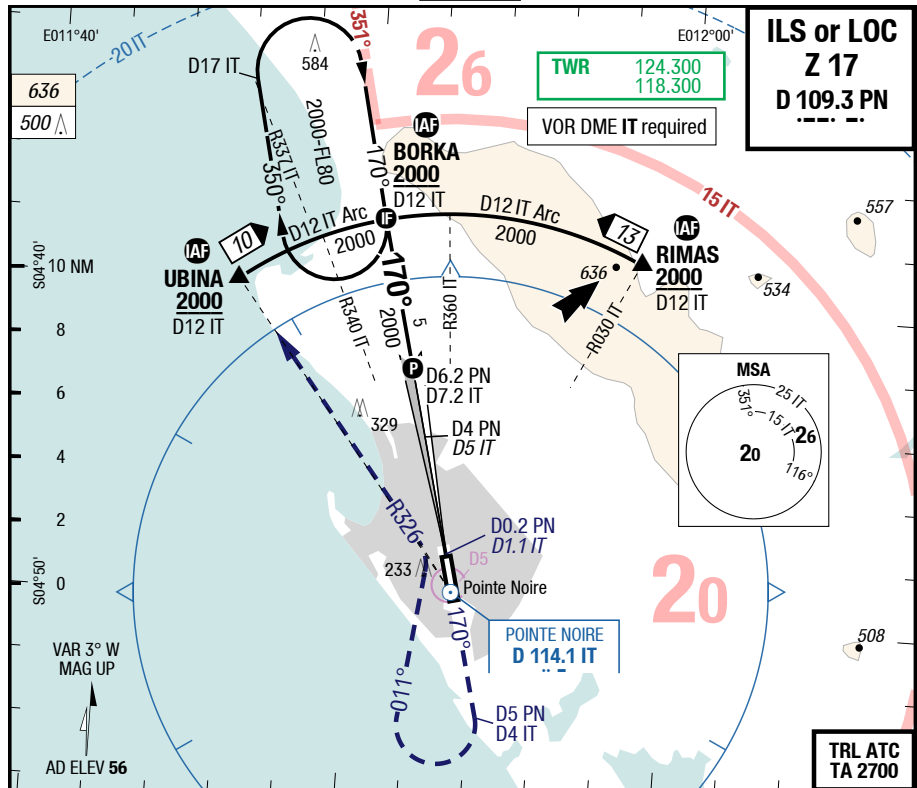 E011°40'
E012°00'
20 IT
351°
26
ILS or LOC
Z 17
D 109.3 PN
D17 IT
584
TWR 124.300
118.300
VOR DME IT required
636
500
2000-FL80
R337 IT
350°
170°
IAF
BORKA
2000
D12 IT
15 IT
557
D12 IT Arc
2000
IF
D12 IT Arc
2000
10
13
IAF
UBINA
2000
D12 IT
IAF
RIMAS
2000
D12 IT
636
534
S04°40'
10 NM
8
6
4
2
0
S04°50'
170°
2000
5
R340 IT
R360 IT
R030 IT
P
D6.2 PN
D7.2 IT
D4 PN
D5 IT
329
MSA
25 IT
351°
15 IT
26
20
116°
R326
D0.2 PN
D1.1 IT
D5
233
Pointe Noire
20
POINTE NOIRE
D 114.1 IT
170°
011°
D5 PN
D4 IT
508
VAR 3° W
MAG UP
AD ELEV 56
TRL ATC
TA 2700